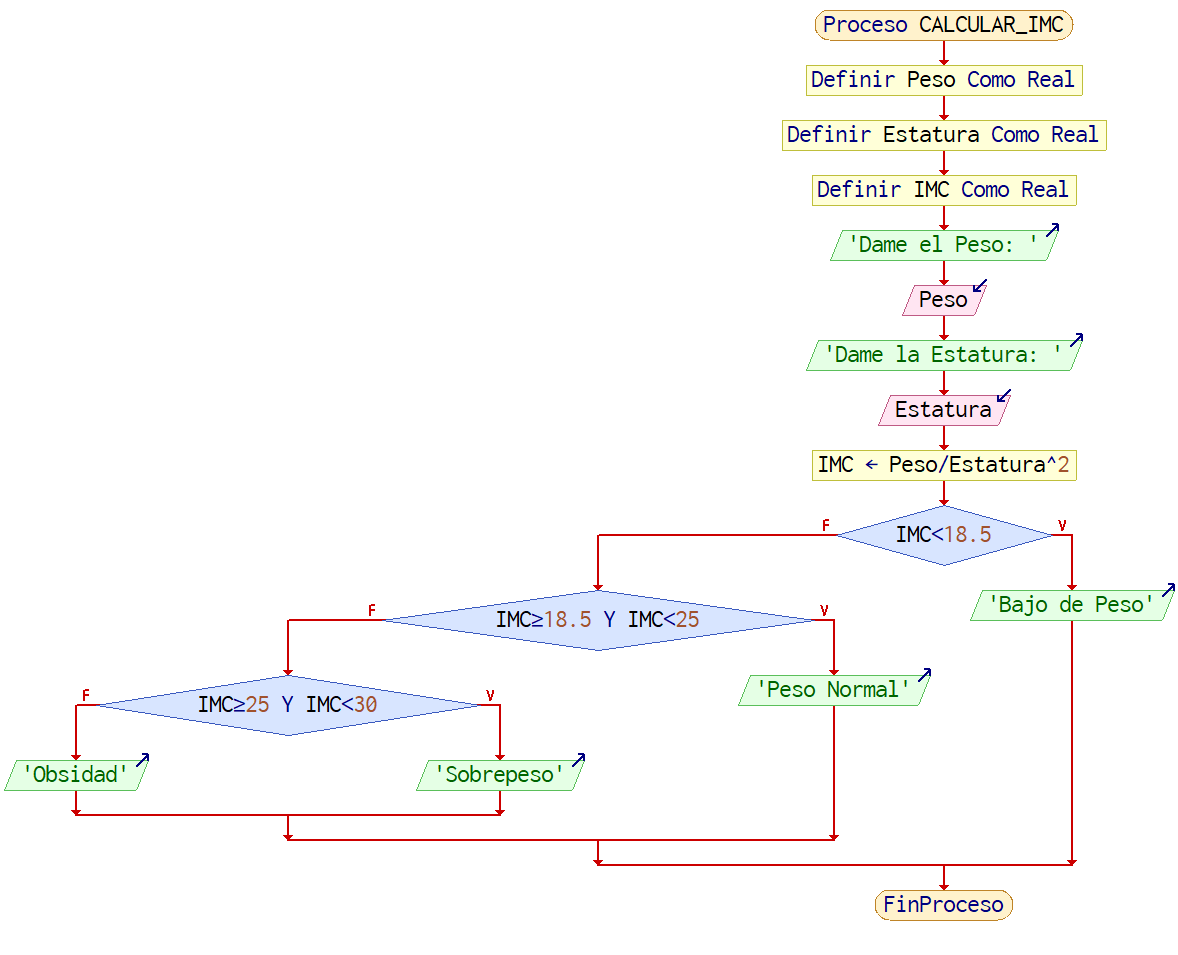 Proceso CALCULAR_IMC
Definir Peso Como Real
Definir Estatura Como Real
Definir IMC Como Real
'Dame el Peso: '
Peso
'Dame la Estatura: '
Estatura
IMC ← Peso/Estatura^2
F
V
IMC<18.5
'Bajo de Peso'
F
V
IMC≥18.5 Y IMC<25
'Peso Normal'
F
V
IMC≥25 Y IMC<30
'Obsidad'
'Sobrepeso'
FinProceso